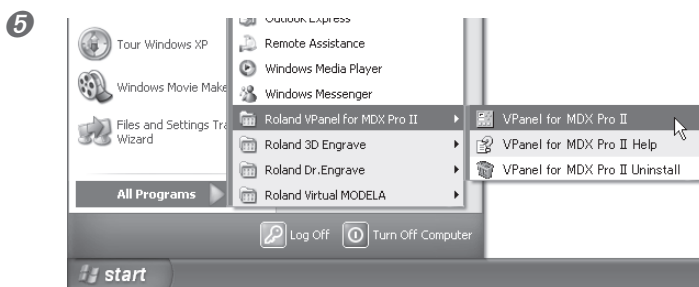 5
Outlook Express
Tour Windows XP
Remote Assistance
Windows Media Player
Windows Movie Make
Windows Messenger
Files and Settings Tra
Wizard
Roland VPanel for MDX Pro II
VPanel for MDX Pro II
Roland 3D Engrave
VPanel for MDX Pro II Help
Roland Dr.Engrave
VPanel for MDX Pro II Uninstall
All Programs
Roland Virtual MODELA
Log Off
Turn Off Computer
start